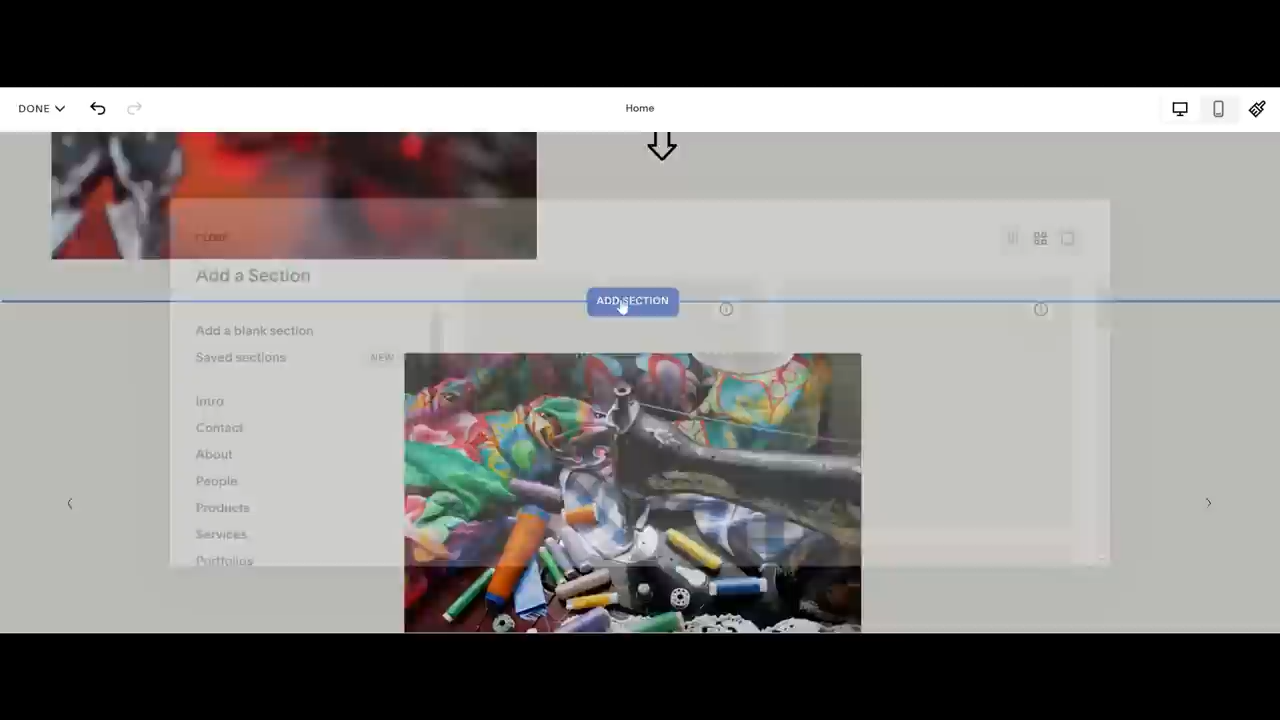 DONE
Home
CLOSE
Add a Section
ADD SECTION
Add a blank section
Saved sections NEW
Intro
Contact
About
People
Products
Services
Portfolios